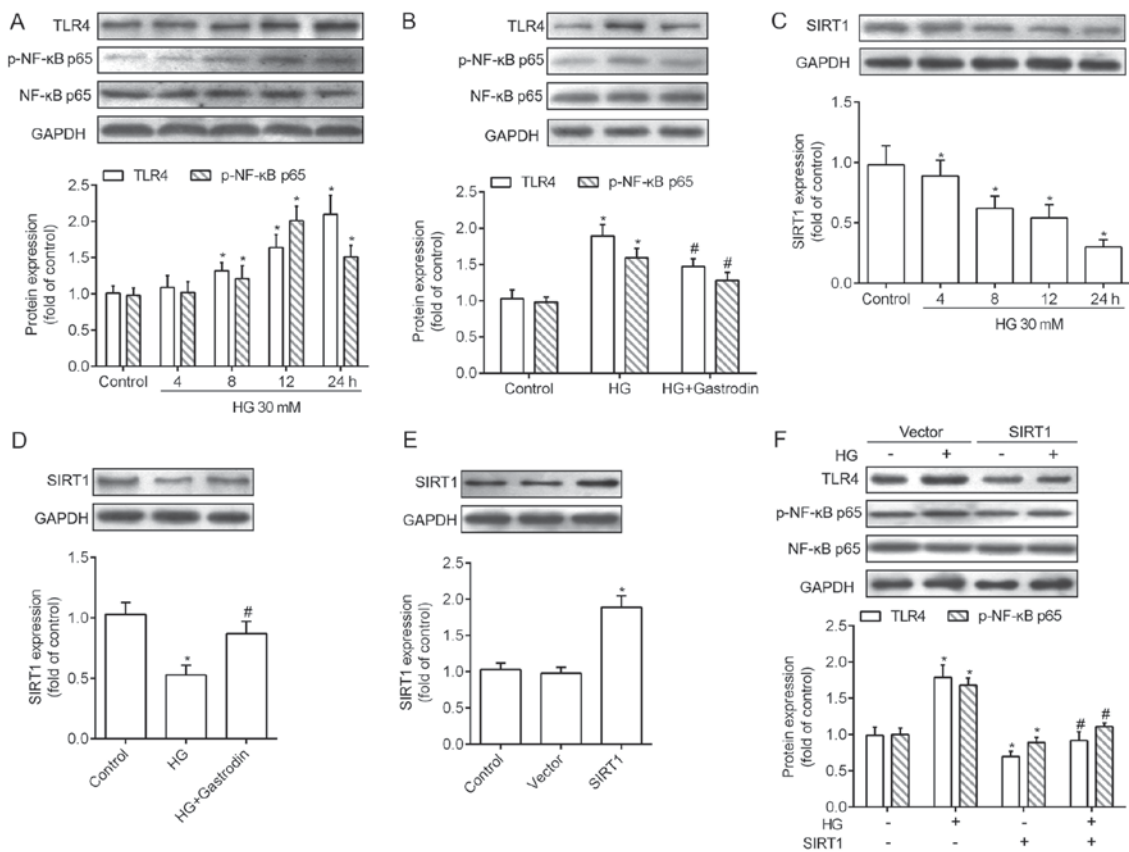 A
TLR4
p-NF-κB p65
NF-κB p65
GAPDH
TLR4 p-NF-κB p65
Protein expression
(fold of control)
2.5
2.0
1.5
1.0
0.5
0.0
* * * * * *
Control 4 8 12 24 h
HG 30 mM
B
TLR4
p-NF-κB p65
NF-κB p65
GAPDH
TLR4 p-NF-κB p65
Protein expression
(fold of control)
2.5
2.0
1.5
1.0
0.5
0.0
* * # #
Control HG HG+Gastrodin
C
SIRT1
GAPDH
SIRT1 expression
(fold of control)
1.5
1.0
0.5
0.0
* * * *
Control 4 8 12 24 h
HG 30 mM
D
SIRT1
GAPDH
SIRT1 expression
(fold of control)
1.5
1.0
0.5
0.0
* #
Control HG HG+Gastrodin
E
SIRT1
GAPDH
SIRT1 expression
(fold of control)
2.5
2.0
1.5
1.0
0.5
0.0
*
Control Vector SIRT1
F
Vector SIRT1
HG - + - +
TLR4
p-NF-κB p65
NF-κB p65
GAPDH
TLR4 p-NF-κB p65
Protein expression
(fold of control)
2.5
2.0
1.5
1.0
0.5
0.0
* * * * # #
HG - + - +
SIRT1 - - + +